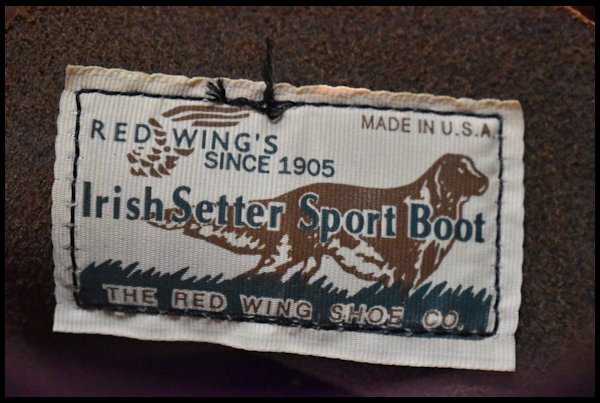 RED WING'S
MADE IN U.S.A
SINCE 1905
Irish Setter Sport Boot
THE RED WING SHOE CO.